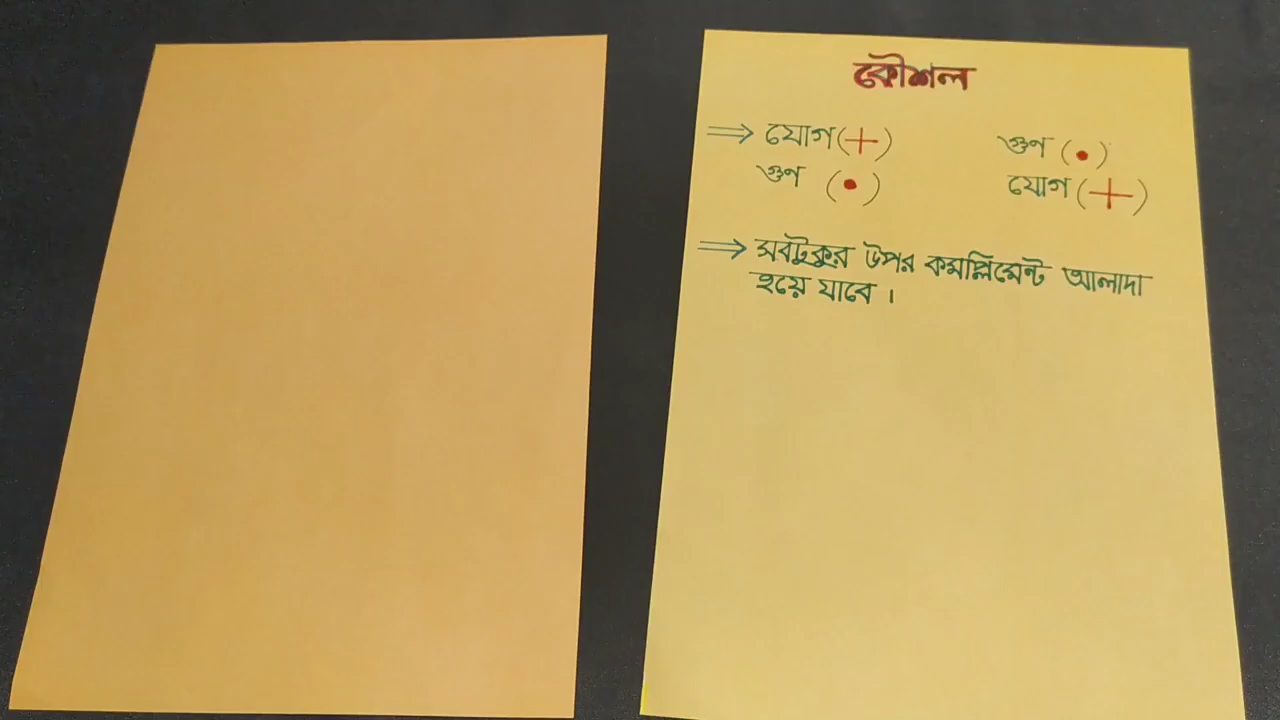 কৌশল
⇒ যোগ (+) গুণ (•)
গুণ (•) যোগ (+)
⇒ সবটুকুর উপর কমপ্লিমেন্ট আলাদা
হয়ে যাবে ।